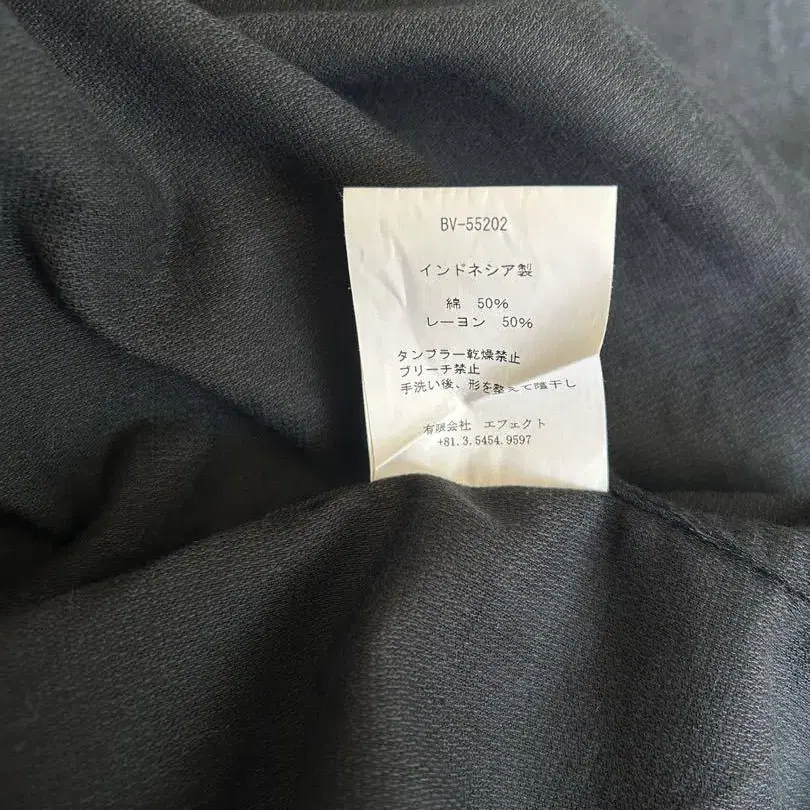 BV-55202
インドネシア製
綿 50%
レーヨン 50%
タンブラー乾燥禁止
ブリーチ禁止
手洗い後、形を整えて陰干し
有限会社 エフェクト
+81.3.5454.9597